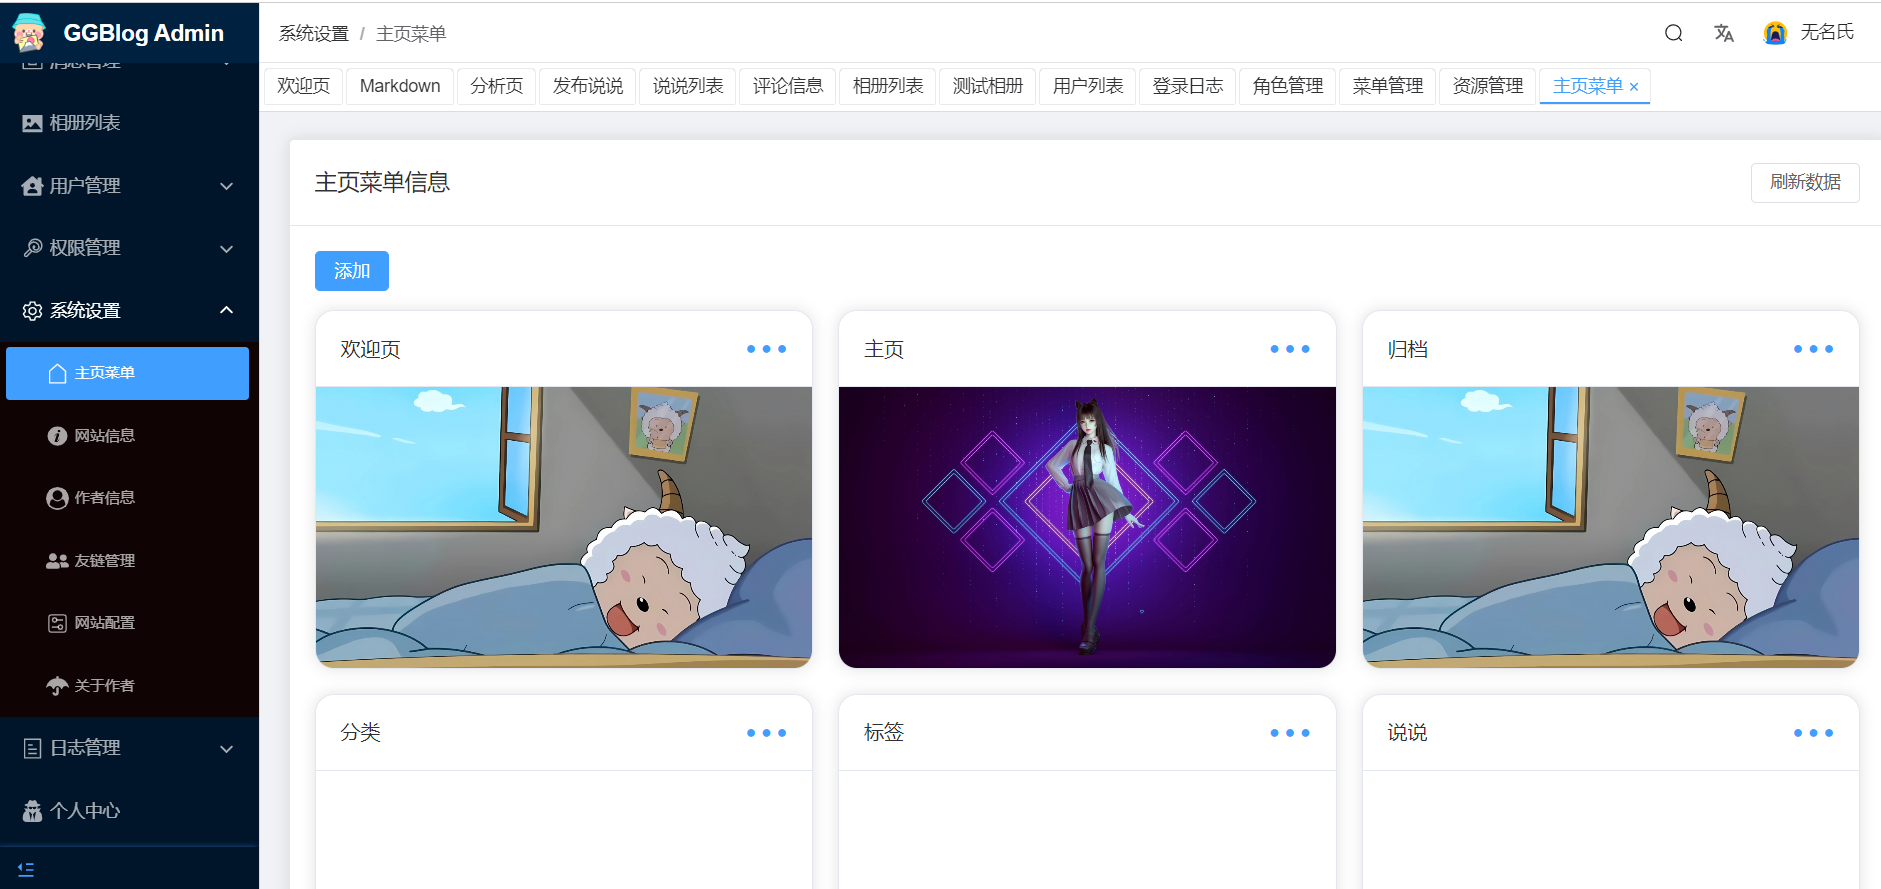 GGBlog Admin
系统设置 / 主页菜单
无名氏
欢迎页 Markdown 分析页 发布说说 说说列表 评论信息 相册列表 测试相册 用户列表 登录日志 角色管理 菜单管理 资源管理 主页菜单 ×
相册列表
用户管理
权限管理
系统设置
主页菜单
网站信息
作者信息
友链管理
网站配置
关于作者
日志管理
个人中心
主页菜单信息
刷新数据
添加
欢迎页
主页
归档
分类
标签
说说